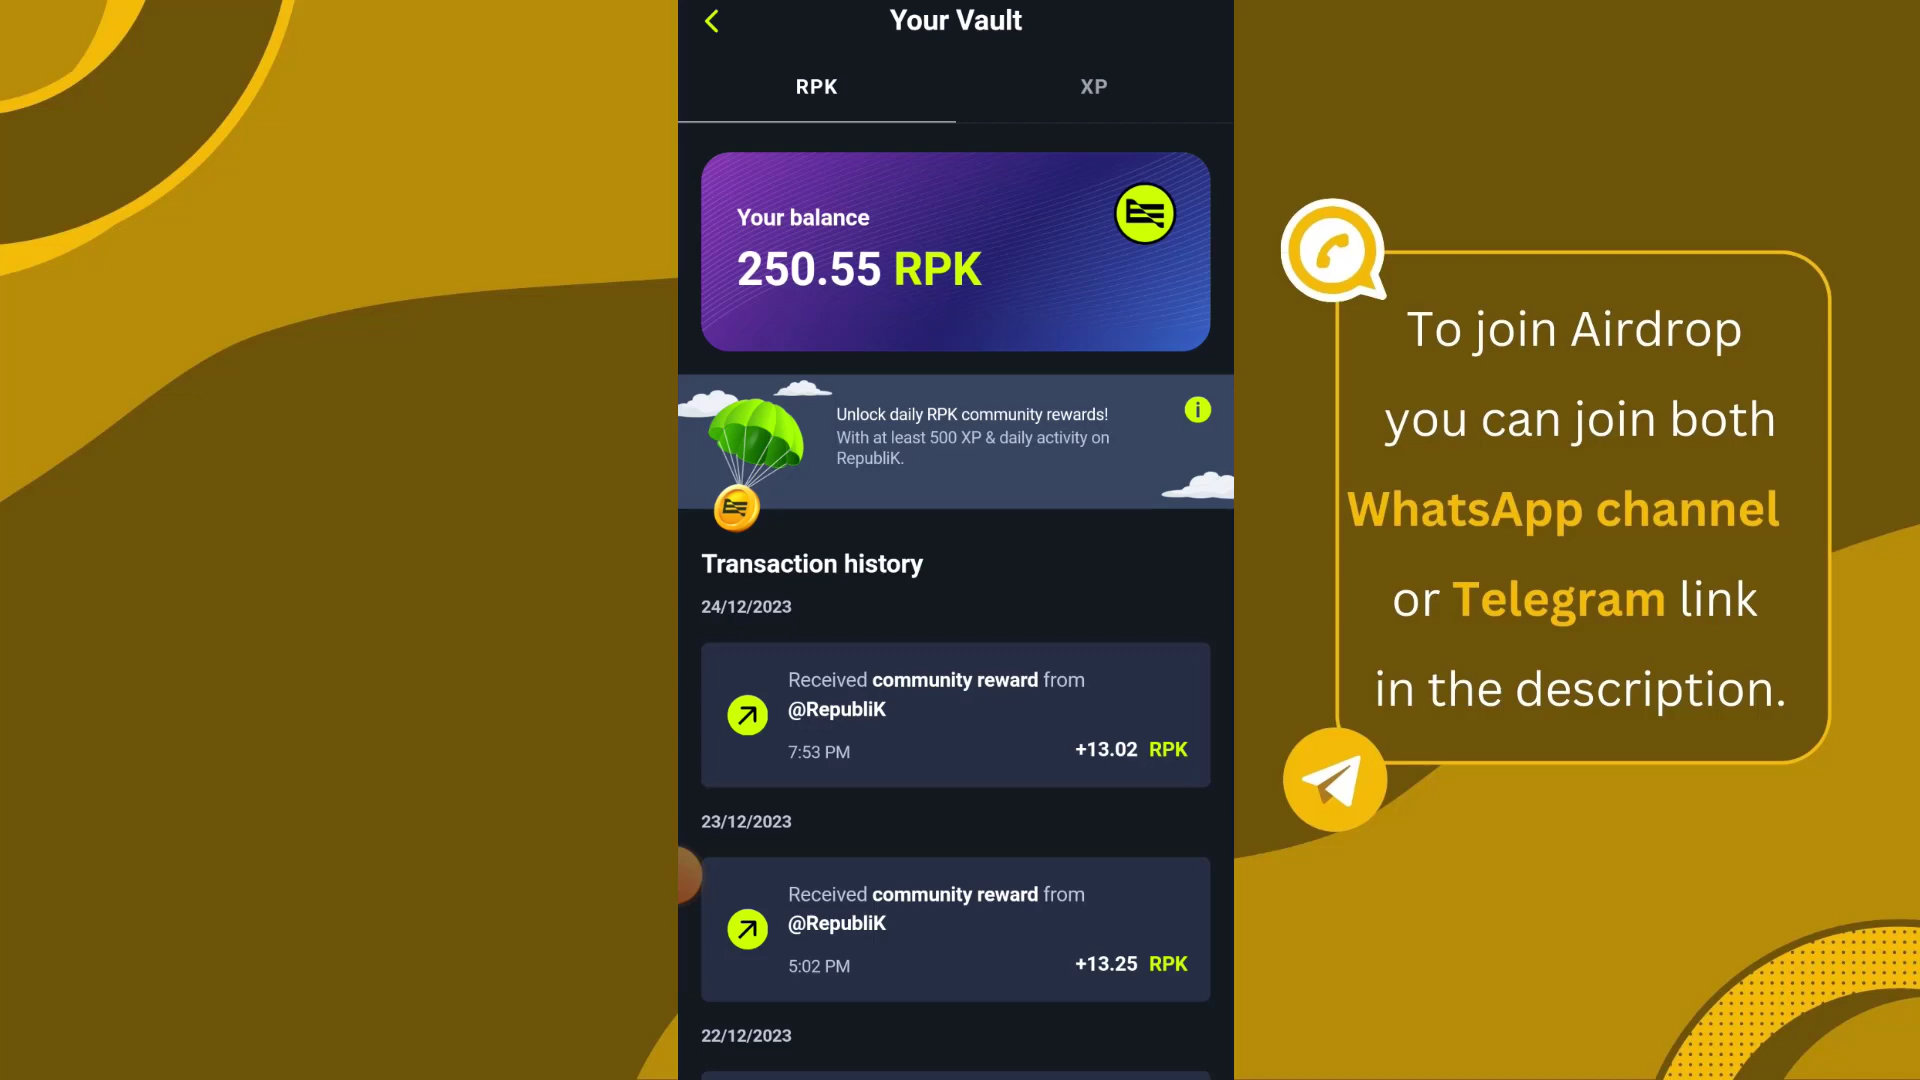 Your Vault
RPK
XP
Your balance
250.55 RPK
Unlock daily RPK community rewards!
With at least 500 XP & daily activity on
RepubliK.
i
Transaction history
24/12/2023
Received community reward from
@RepubliK
7:53 PM
+13.02 RPK
23/12/2023
Received community reward from
@RepubliK
5:02 PM
+13.25 RPK
22/12/2023
To join Airdrop
you can join both
WhatsApp channel
or Telegram link
in the description.